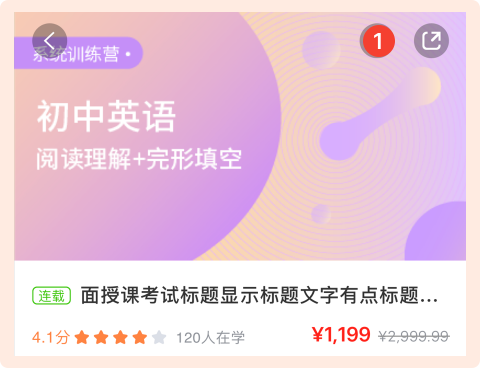 系统训练营 •
1
初中英语
阅读理解+完形填空
连载 面授课考试标题显示标题文字有点标题...
4.1分 120人在学 ¥1,199 ¥2,999.99